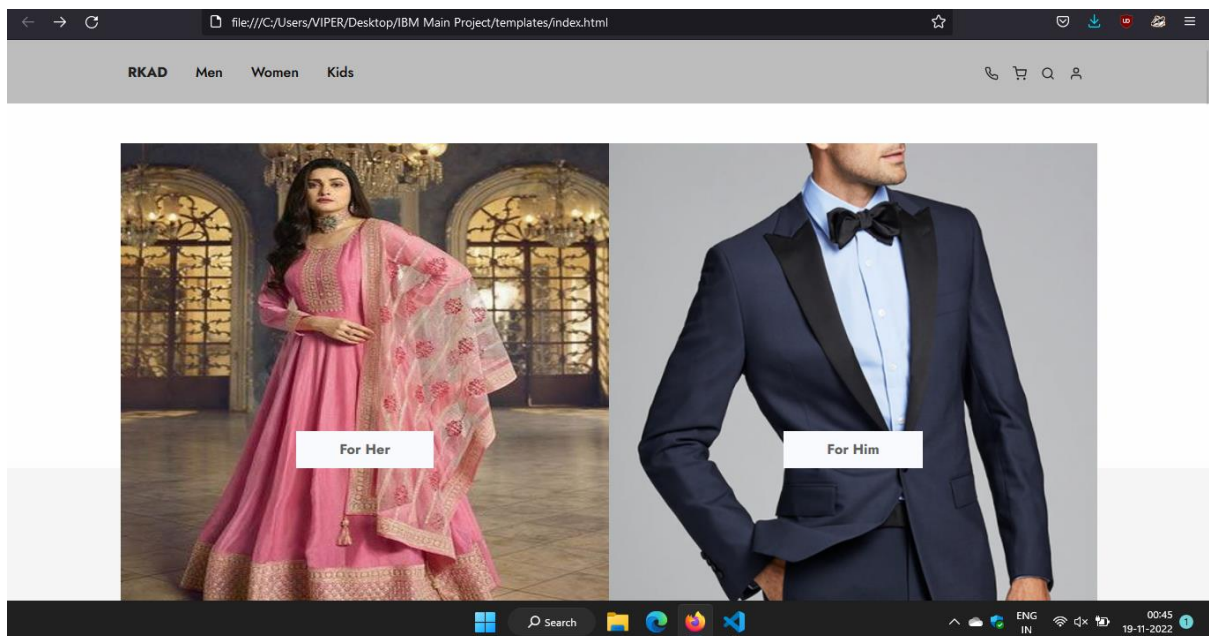 file:///C:/Users/VIPER/Desktop/IBM Main Project/templates/index.html
RKAD Men Women Kids
For Her
For Him
Search
ENG
IN
00:45
19-11-2022
1